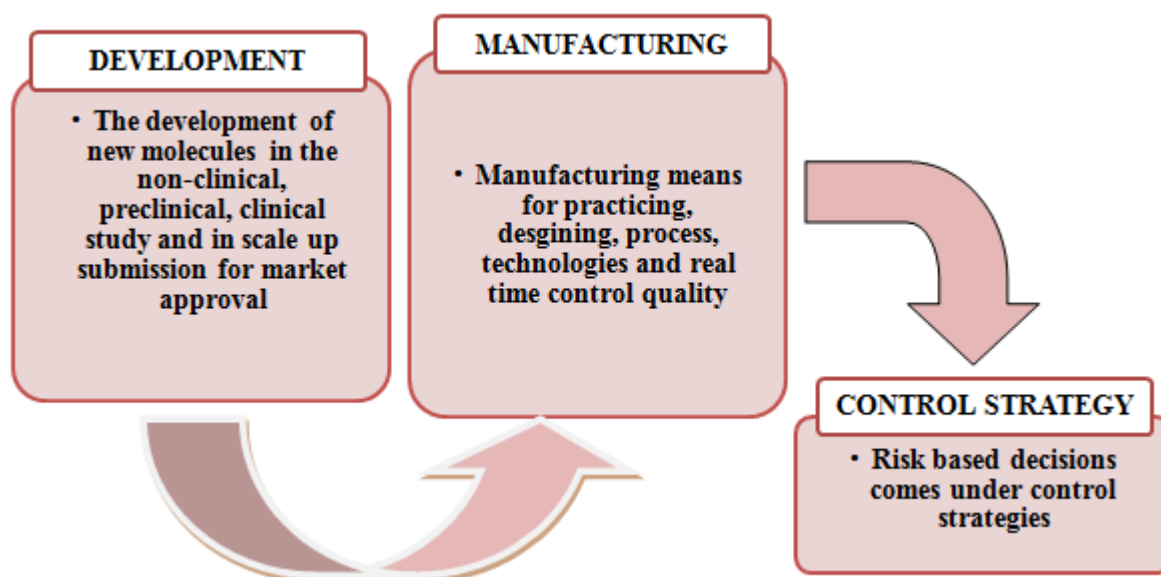 DEVELOPMENT
• The development of
new molecules in the
non-clinical,
preclinical, clinical
study and in scale up
submission for market
approval
MANUFACTURING
• Manufacturing means
for practicing,
desgining, process,
technologies and real
time control quality
CONTROL STRATEGY
• Risk based decisions
comes under control
strategies